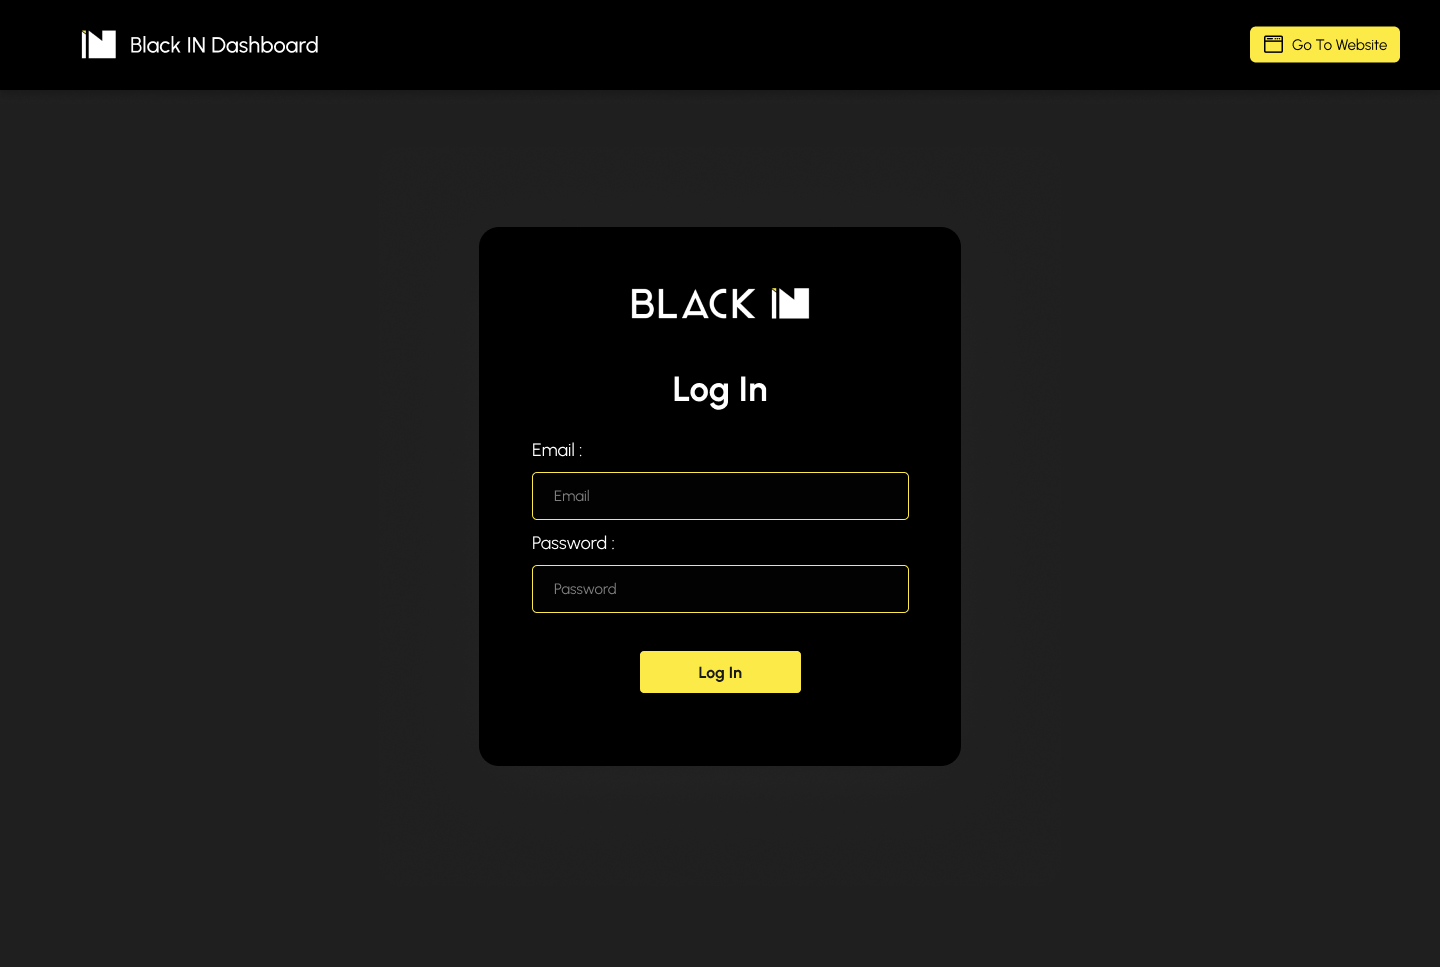 Black IN Dashboard
Go To Website
BLACK IN
Log In
Email :
Email
Password :
Password
Log In